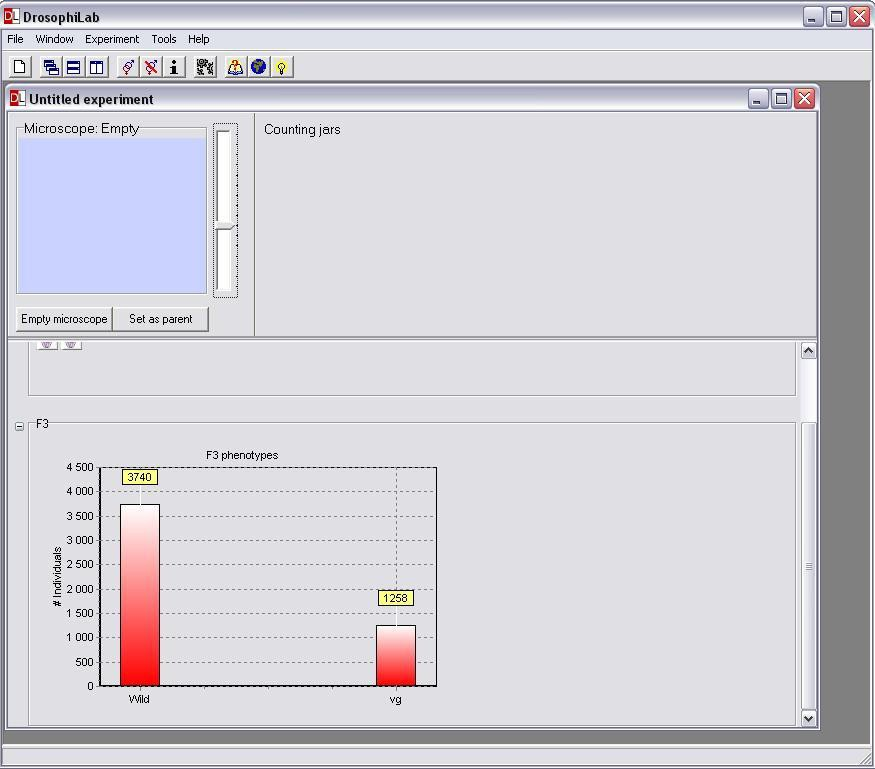 DL DrosophiLab
File Window Experiment Tools Help
DL Untitled experiment
Microscope: Empty
Counting jars
Empty microscope Set as parent
F3
F3 phenotypes
4 500
4 000
3 500
3 000
2 500
2 000
1 500
1 000
500
0
# Individuals
3740
1258
Wild vg